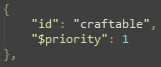 {
    "id": "craftable",
    "$priority": 1
},